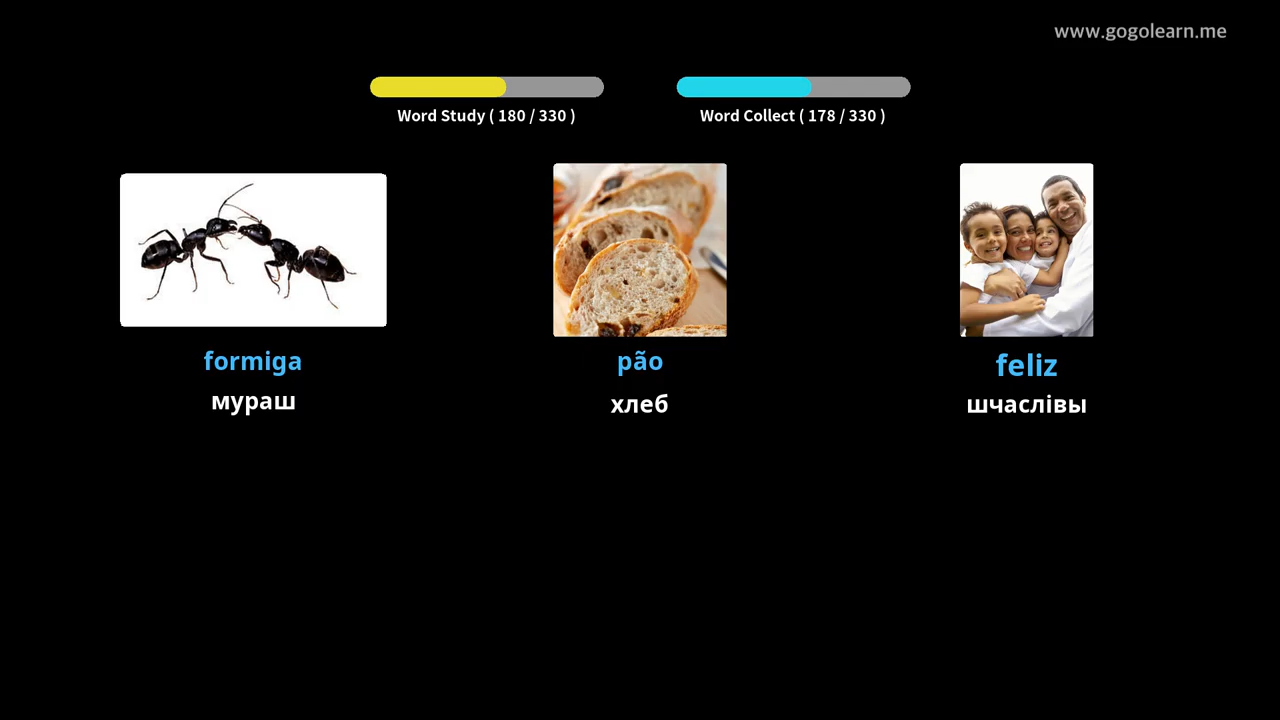 www.gogolearn.me
Word Study ( 180 / 330 )
Word Collect ( 178 / 330 )
formiga
мураш
pão
хлеб
feliz
шчаслівы